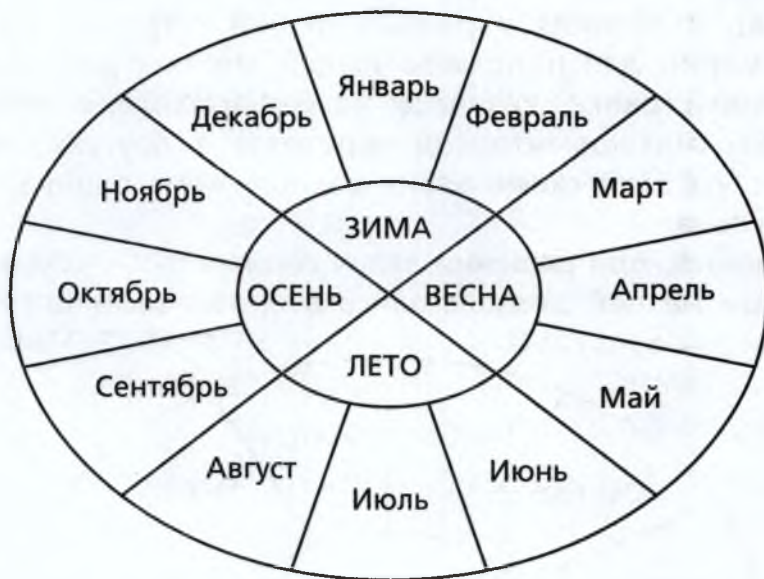 Январь
Декабрь
Февраль
Ноябрь
Март
ЗИМА
Октябрь
ОСЕНЬ
ВЕСНА
Апрель
ЛЕТО
Сентябрь
Май
Август
Июнь
Июль